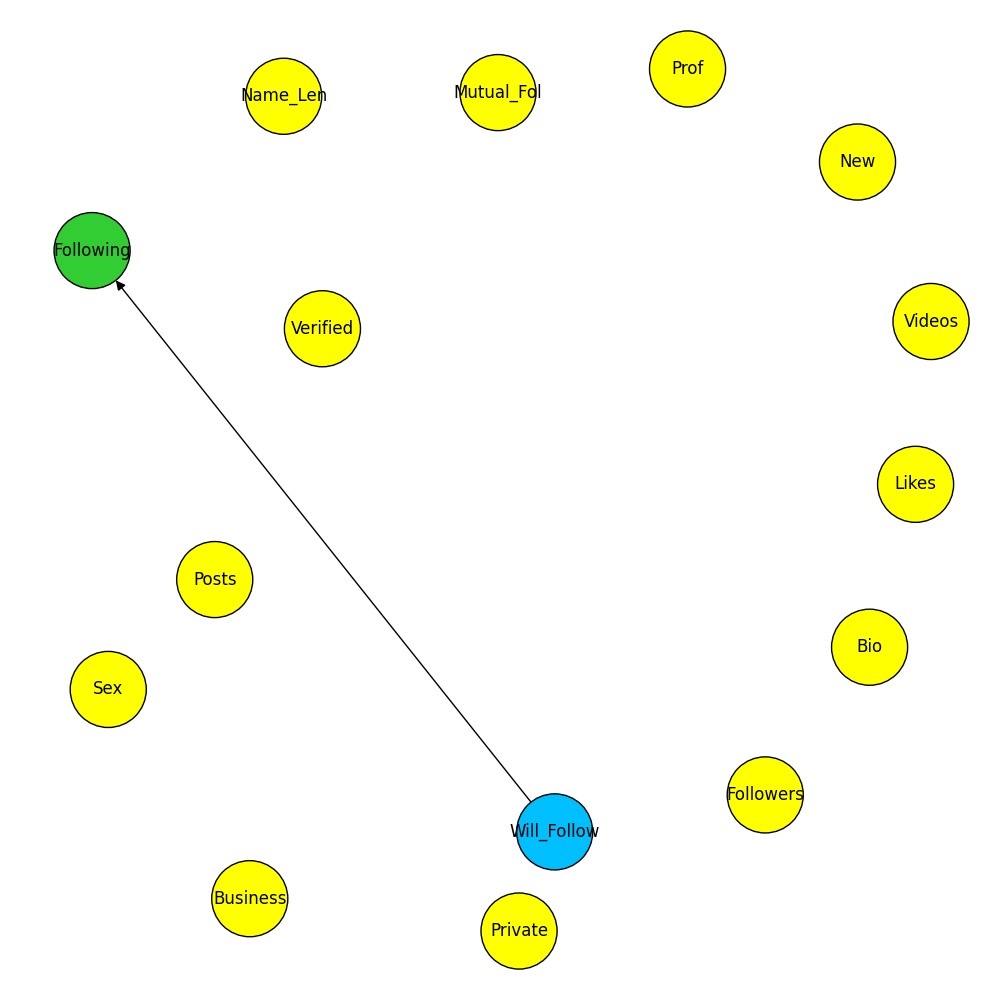 Prof
Mutual_Fol
Name_Len
New
Following
Videos
Verified
Likes
Posts
Bio
Sex
Followers
Will_Follow
Business
Private